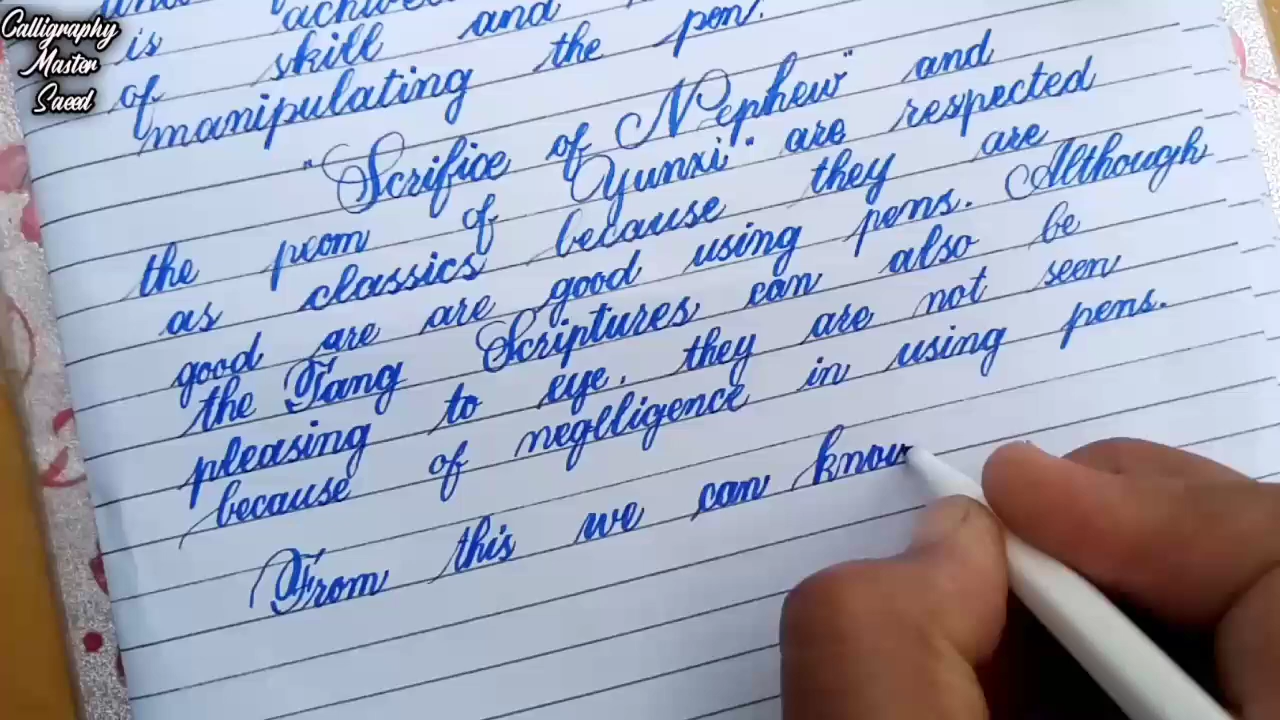 Calligraphy
Master
Saeed
is skill and
of manipulating the pen.
"Scrifice of Nephew" and
the peom of Yunxi" are respected
as classics because they are
good are are good using pens. Although
the Tang Scriptures can also be
pleasing to eye. they are not seen
because of neglligence in using pens.
From this we can know